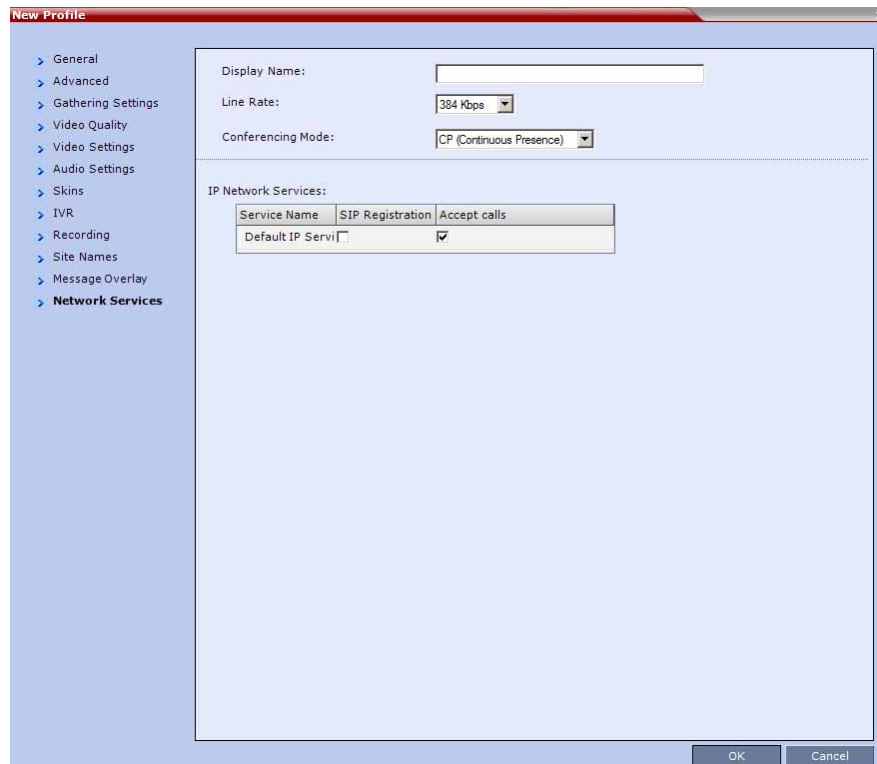 New Profile
General
Advanced
Gathering Settings
Video Quality
Video Settings
Audio Settings
Skins
IVR
Recording
Site Names
Message Overlay
Network Services
Display Name:
Line Rate: 384 Kbps
Conferencing Mode: CP (Continuous Presence)
IP Network Services:
Service Name SIP Registration Accept calls
Default IP Servi
OK Cancel